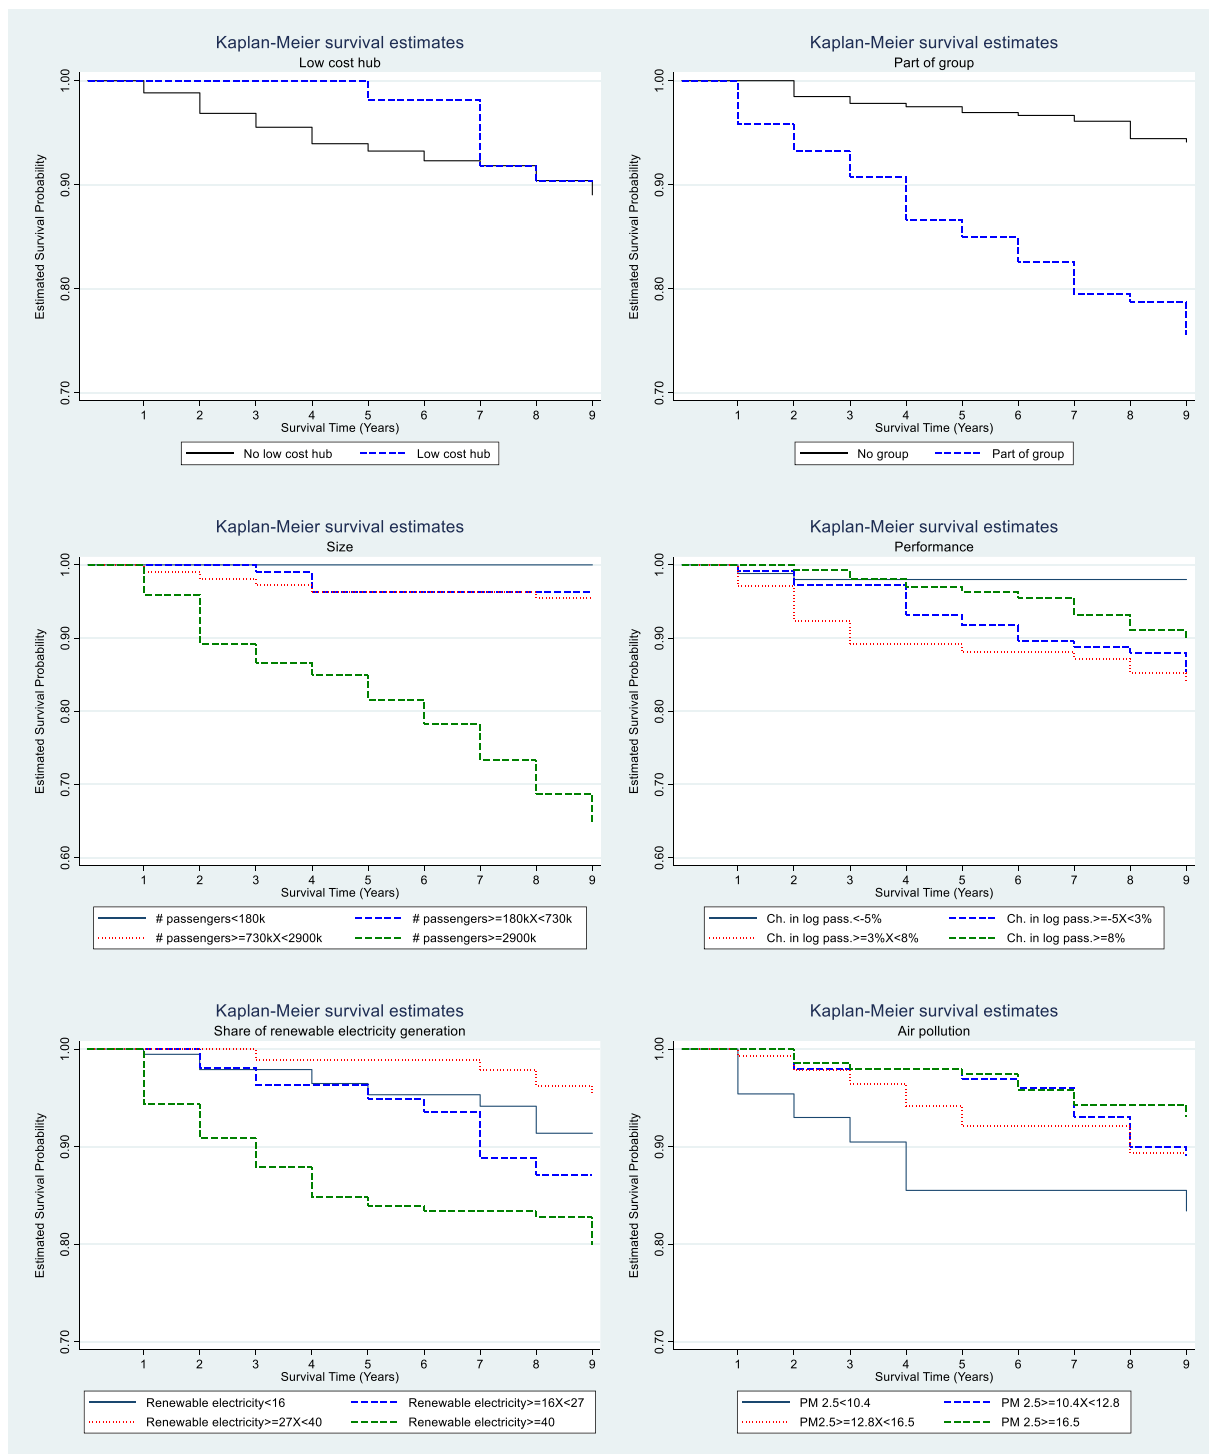 Kaplan-Meier survival estimates
Low cost hub
Estimated Survival Probability
1.00
0.90
0.80
0.70
1 2 3 4 5 6 7 8 9
Survival Time (Years)
No low cost hub Low cost hub
Kaplan-Meier survival estimates
Part of group
Estimated Survival Probability
1.00
0.90
0.80
0.70
1 2 3 4 5 6 7 8 9
Survival Time (Years)
No group Part of group
Kaplan-Meier survival estimates
Size
Estimated Survival Probability
1.00
0.90
0.80
0.70
0.60
1 2 3 4 5 6 7 8 9
Survival Time (Years)
# passengers<180k # passengers>=180kX<730k
# passengers>=730kX<2900k # passengers>=2900k
Kaplan-Meier survival estimates
Performance
Estimated Survival Probability
1.00
0.90
0.80
0.70
0.60
1 2 3 4 5 6 7 8 9
Survival Time (Years)
Ch. in log pass.<-5% Ch. in log pass.>=-5X<3%
Ch. in log pass.>=3%X<8% Ch. in log pass.>=8%
Kaplan-Meier survival estimates
Share of renewable electricity generation
Estimated Survival Probability
1.00
0.90
0.80
0.70
1 2 3 4 5 6 7 8 9
Survival Time (Years)
Renewable electricity<16 Renewable electricity>=16X<27
Renewable electricity>=27X<40 Renewable electricity>=40
Kaplan-Meier survival estimates
Air pollution
Estimated Survival Probability
1.00
0.90
0.80
0.70
1 2 3 4 5 6 7 8 9
Survival Time (Years)
PM 2.5<10.4 PM 2.5>=10.4X<12.8
PM2.5>=12.8X<16.5 PM 2.5>=16.5